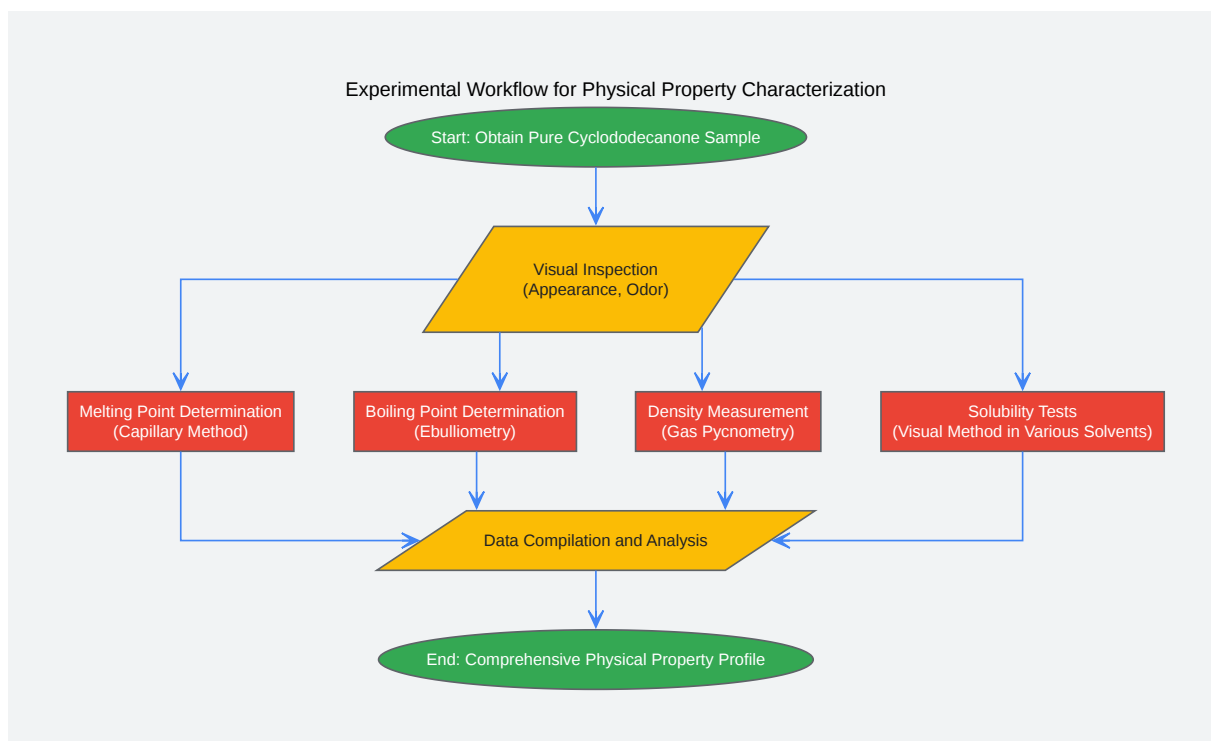 Experimental Workflow for Physical Property Characterization
Start: Obtain Pure Cyclododecanone Sample
Visual Inspection
(Appearance, Odor)
Melting Point Determination
(Capillary Method)
Boiling Point Determination
(Ebulliometry)
Density Measurement
(Gas Pycnometry)
Solubility Tests
(Visual Method in Various Solvents)
Data Compilation and Analysis
End: Comprehensive Physical Property Profile